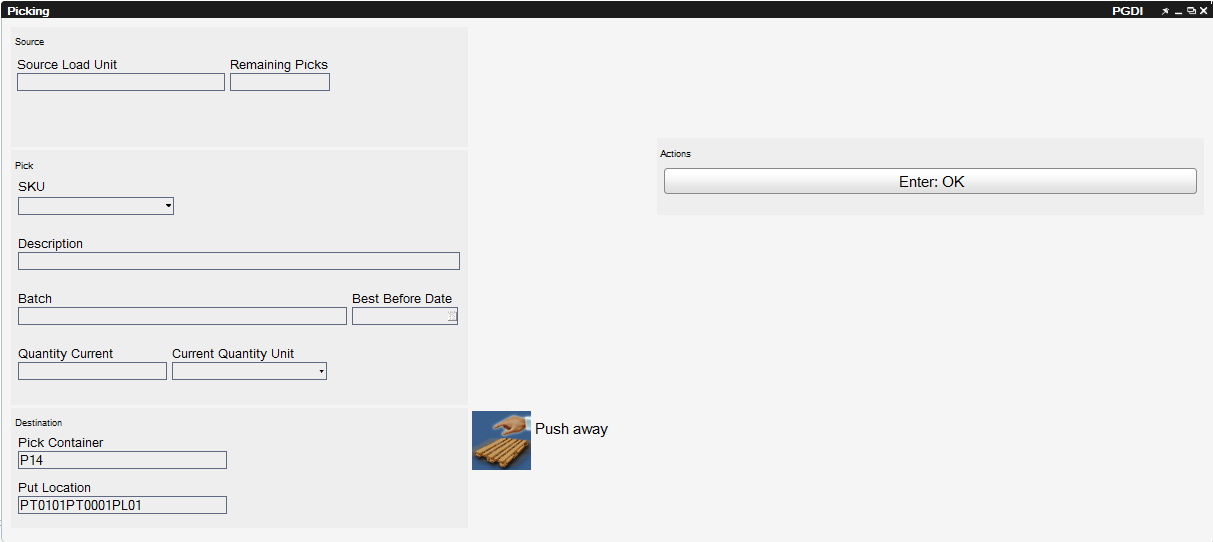 Picking PGDI
Source
Source Load Unit Remaining Picks
Pick
SKU
Description
Batch Best Before Date
Quantity Current Current Quantity Unit
Destination
Pick Container
P14
Put Location
PT0101PT0001PL01
Push away
Actions
Enter: OK